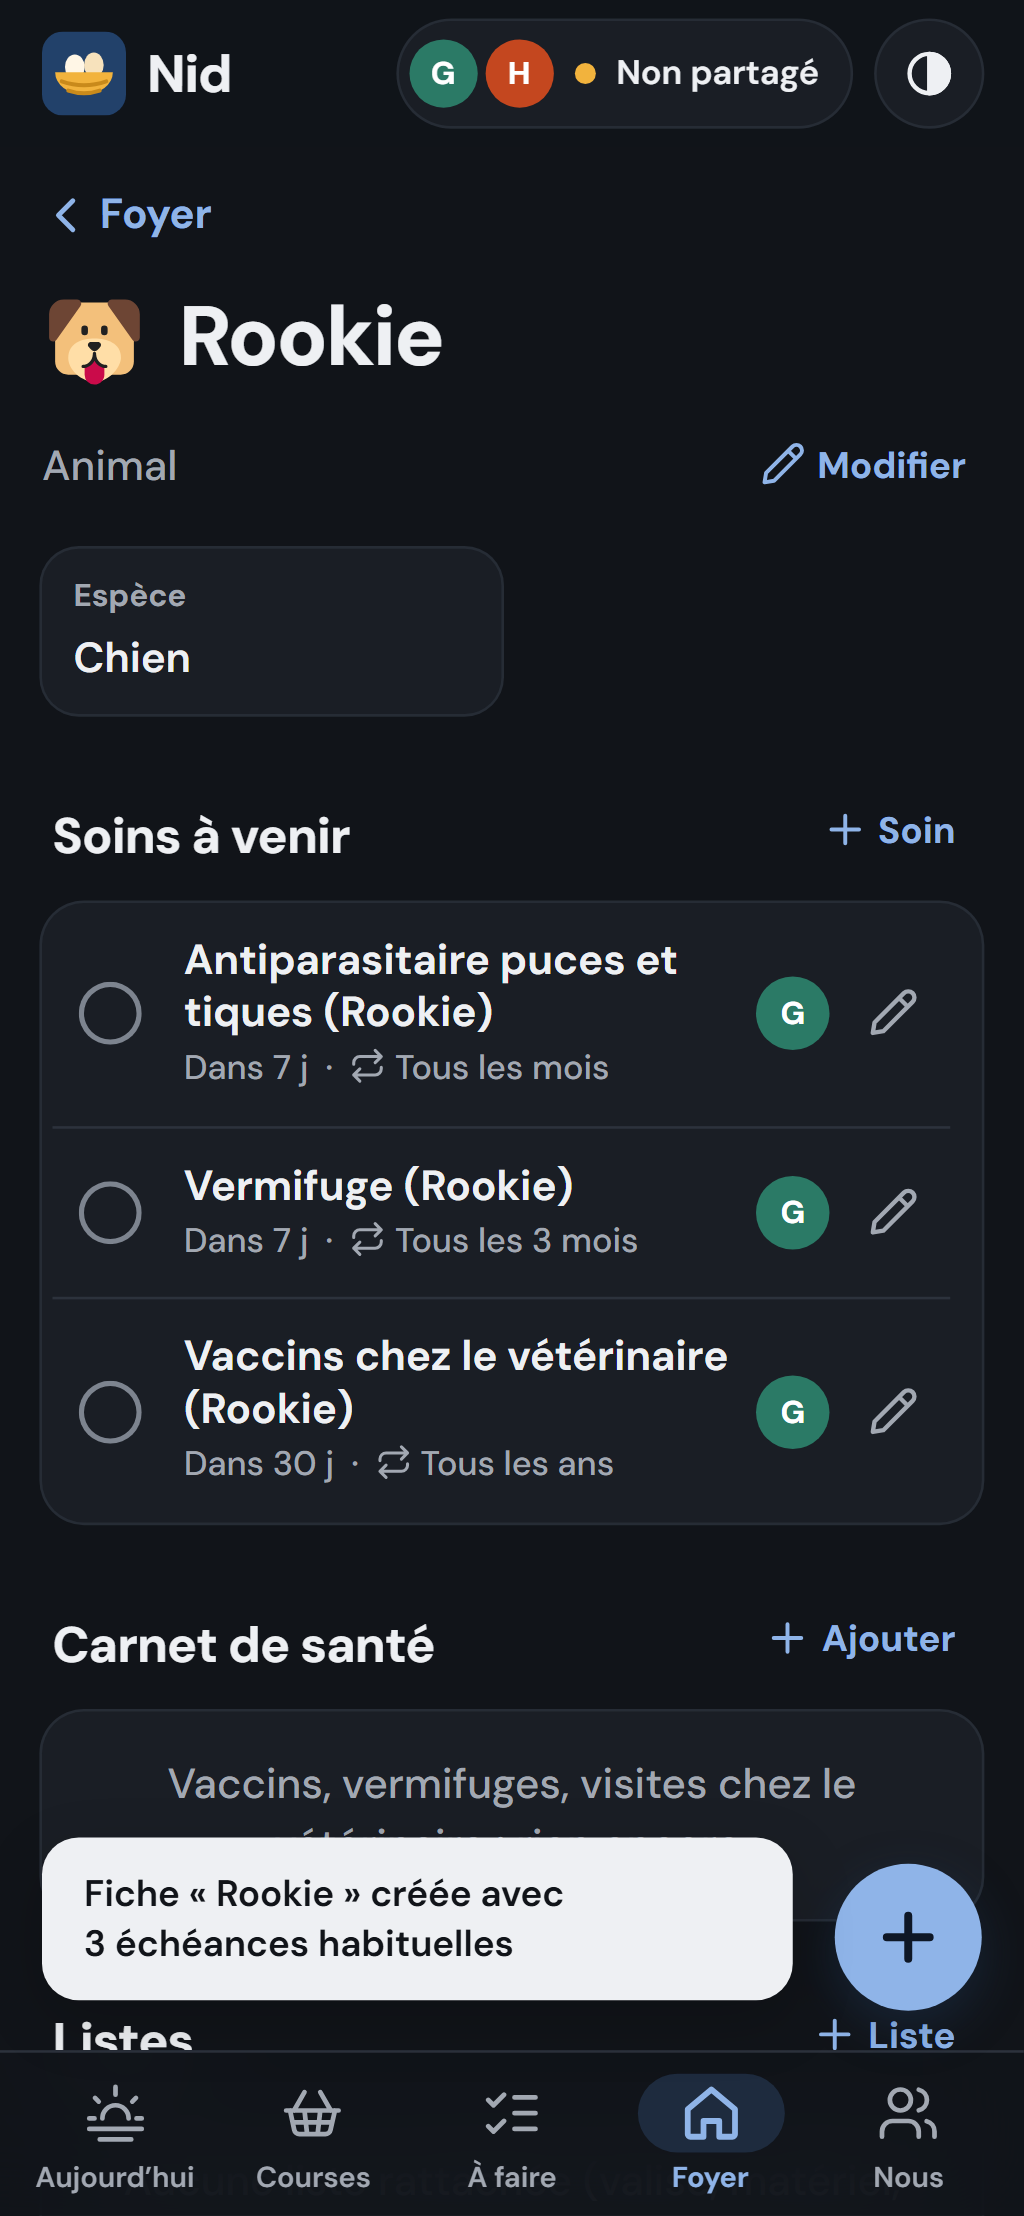 Nid
G H Non partagé
Foyer
Rookie
Animal
Modifier
Espèce
Chien
Soins à venir
Soin
Antiparasitaire puces et
tiques (Rookie)
Dans 7 j · Tous les mois
G
Vermifuge (Rookie)
Dans 7 j · Tous les 3 mois
G
Vaccins chez le vétérinaire
(Rookie)
Dans 30 j · Tous les ans
G
Carnet de santé
Ajouter
Vaccins, vermifuges, visites chez le
Fiche « Rookie » créée avec
3 échéances habituelles
Listes
Liste
Aujourd’hui
Courses
À faire
Foyer
Nous